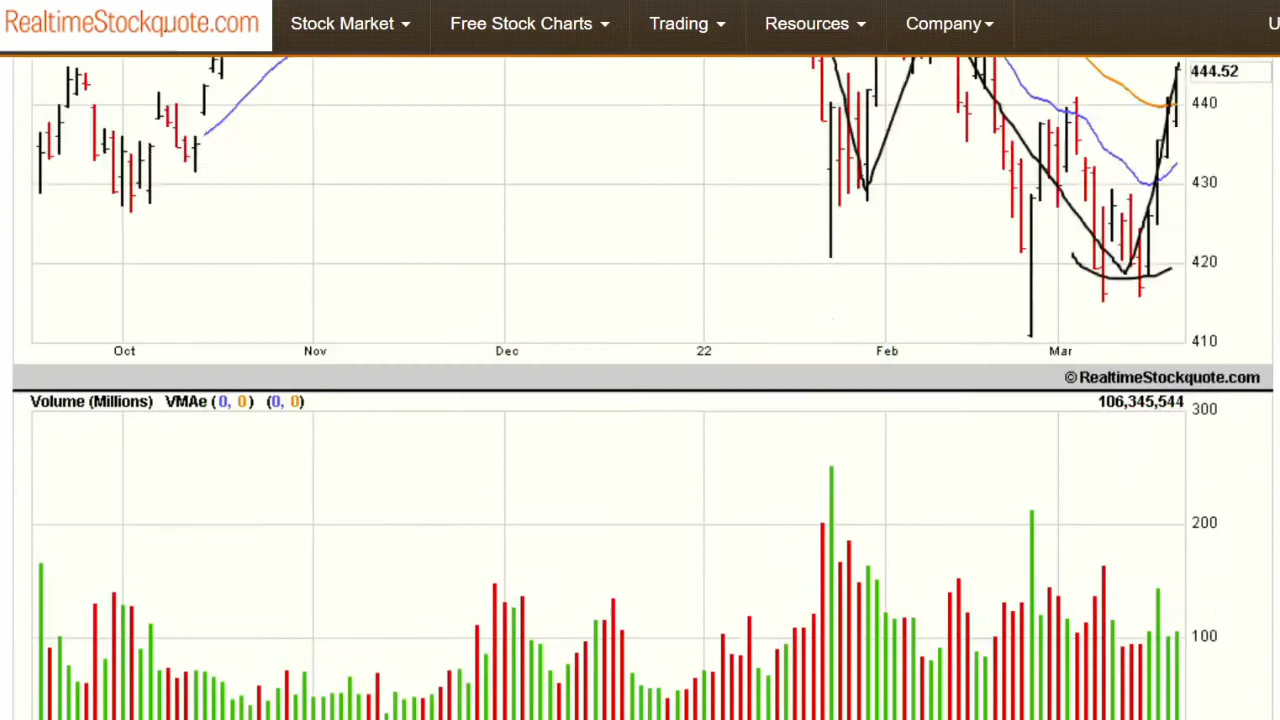 RealtimeStockquote.com Stock Market Free Stock Charts Trading Resources Company U
444.52
440
430
420
410
Oct Nov Dec 22 Feb Mar
© RealtimeStockquote.com
Volume (Millions) VMAe (0, 0) (0, 0) 106,345,544 300
200
100